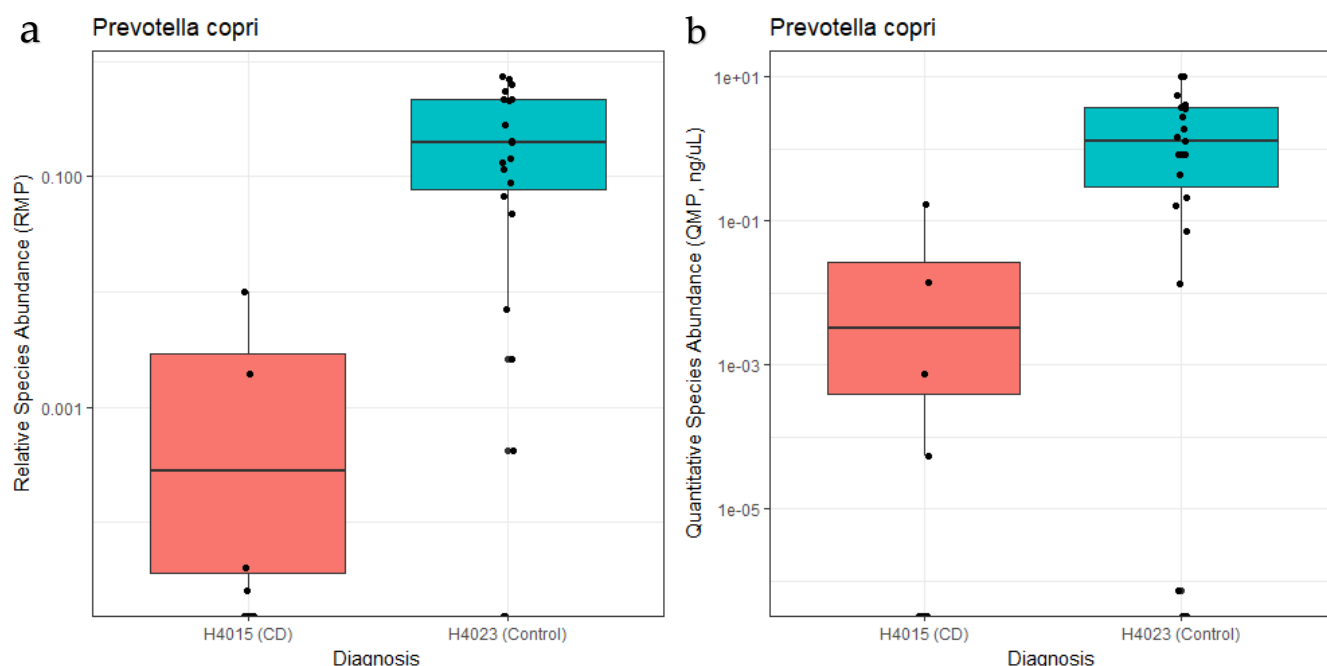 a
Prevotella copri
Relative Species Abundance (RMP)
0.100
0.001
H4015 (CD)
H4023 (Control)
Diagnosis
b
Prevotella copri
Quantitative Species Abundance (QMP, ng/uL)
1e+01
1e-01
1e-03
1e-05
H4015 (CD)
H4023 (Control)
Diagnosis